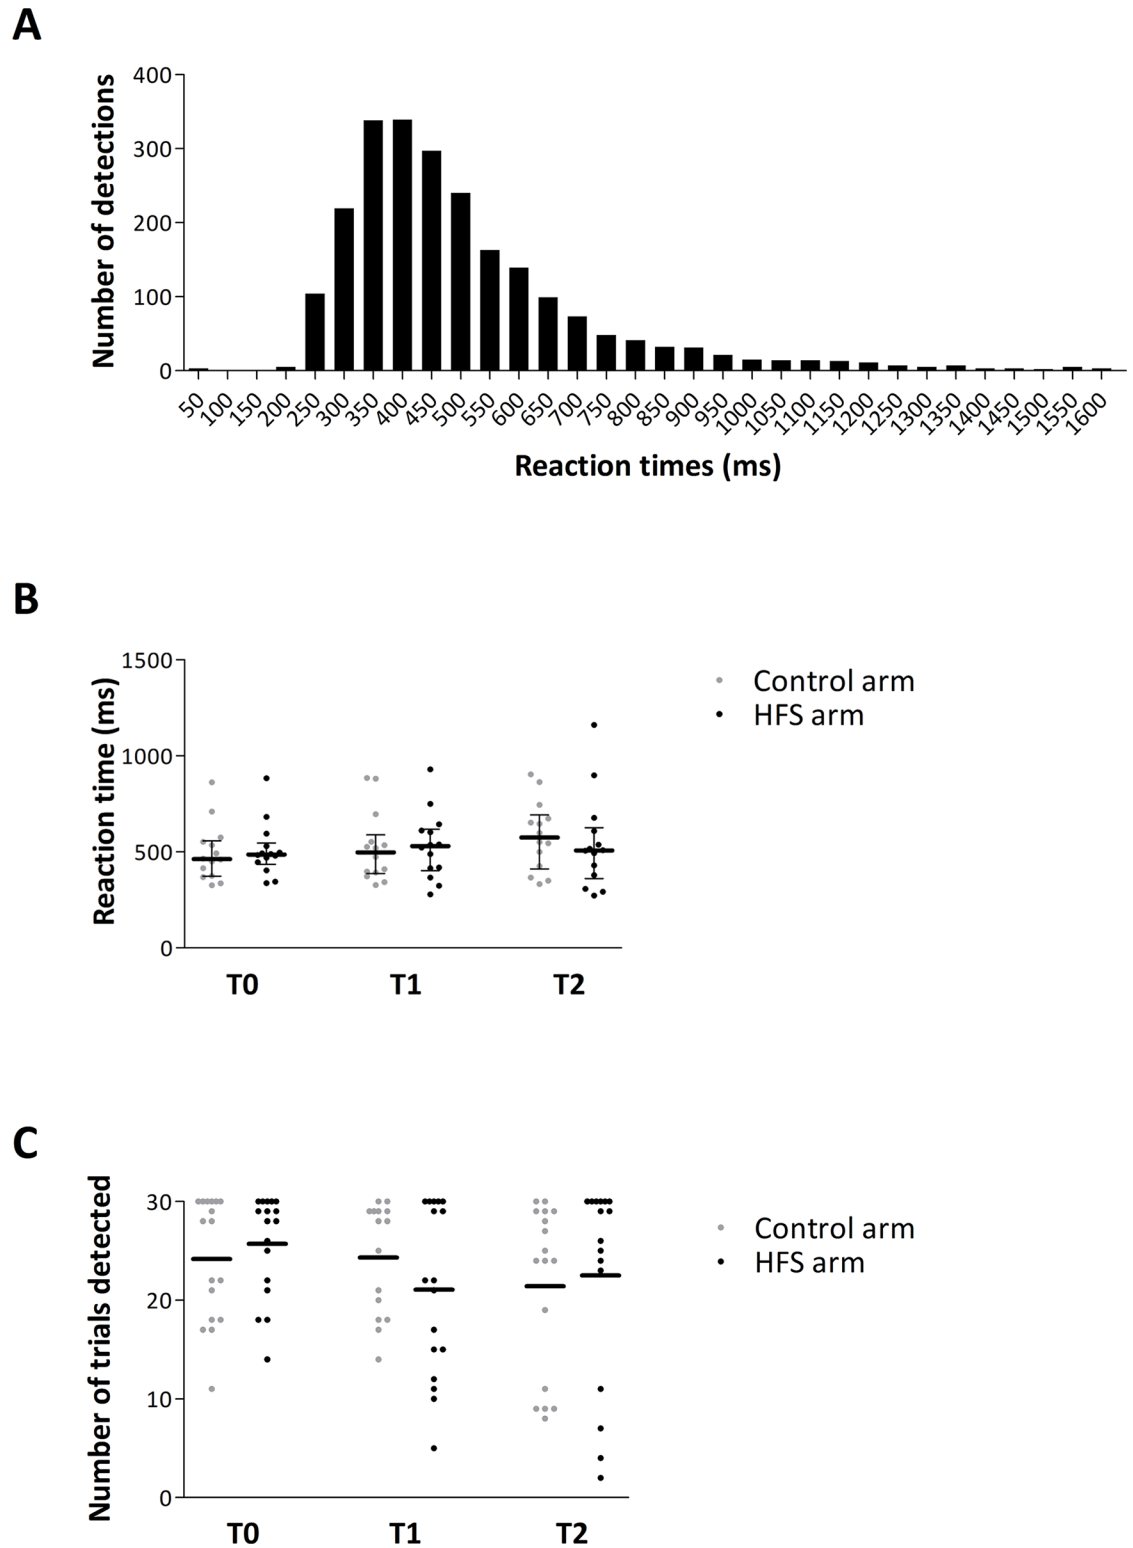 A
Number of detections
400
300
200
100
0
50 100 150 200 250 300 350 400 450 500 550 600 650 700 750 800 850 900 950 1000 1050 1100 1150 1200 1250 1300 1350 1400 1450 1500 1550 1600
Reaction times (ms)
B
Reaction time (ms)
1500
1000
500
0
T0 T1 T2
Control arm
HFS arm
C
Number of trials detected
30
20
10
0
T0 T1 T2
Control arm
HFS arm